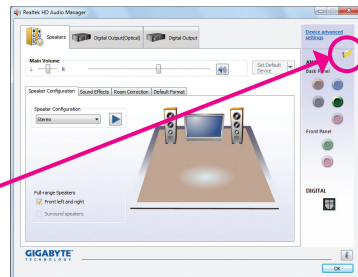 Realtek HD Audio Manager
Speakers
Digital Output(Optical)
Digital Output
Device advanced
settings
Main Volume
L
R
Set Default
Device
AN
Back Panel
Speaker Configuration
Sound Effects
Room Correction
Default Format
Speaker Configuration
Stereo
Front Panel
Full-range Speakers
Front left and right
Surround speakers
DIGITAL
GIGABYTE
TECHNOLOGY
OK